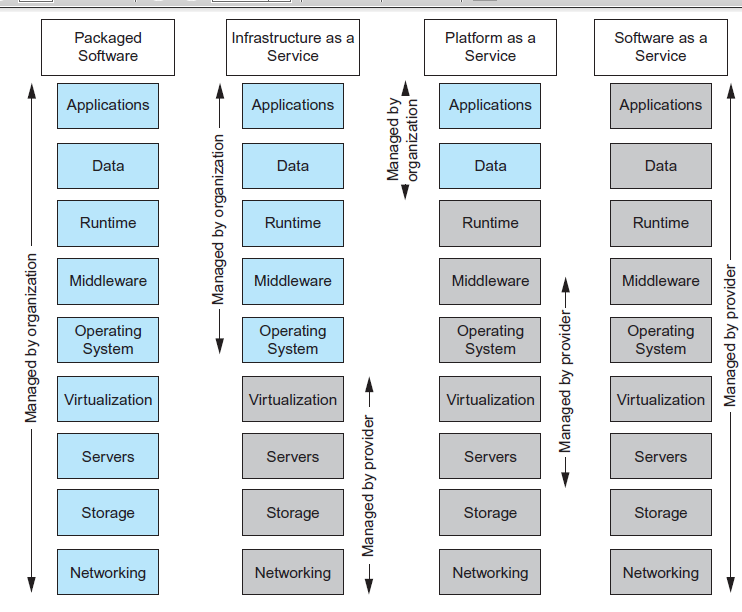 Packaged
Software
Infrastructure as a
Service
Platform as a
Service
Software as a
Service
Managed by organization
Applications
Data
Runtime
Middleware
Operating
System
Virtualization
Servers
Storage
Networking
Managed by organization
Applications
Data
Runtime
Middleware
Operating
System
Virtualization
Servers
Storage
Networking
Managed by provider
Managed by
organization
Applications
Data
Runtime
Middleware
Operating
System
Virtualization
Servers
Storage
Networking
Managed by provider
Applications
Data
Runtime
Middleware
Operating
System
Virtualization
Servers
Storage
Networking
Managed by provider